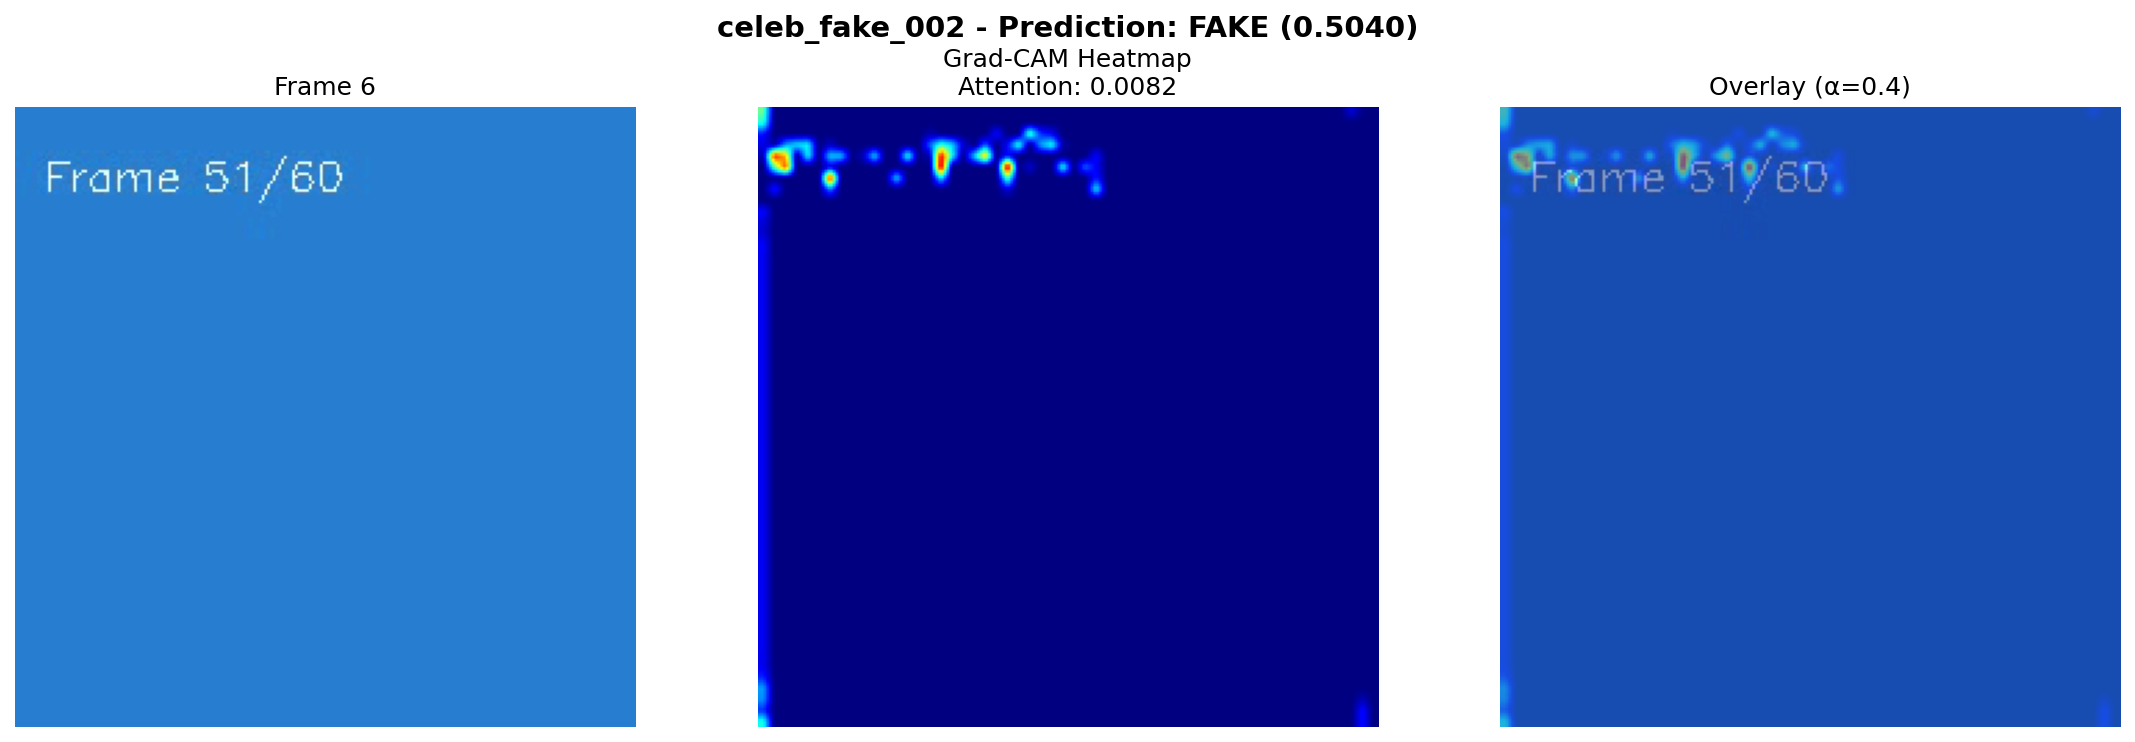 celeb_fake_002 - Prediction: FAKE (0.5040)
Frame 6
Grad-CAM Heatmap
Attention: 0.0082
Overlay (α=0.4)
Frame 51/60
Frame 51/60